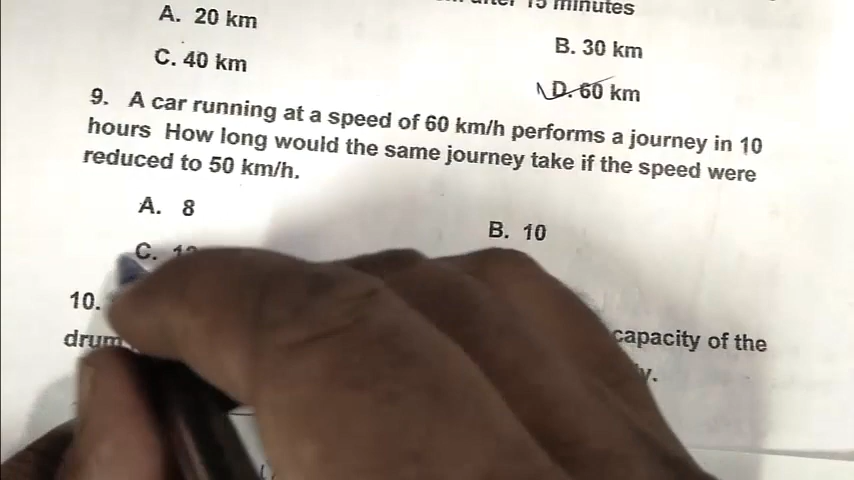 after 15 minutes
A. 20 km
B. 30 km
C. 40 km
D. 60 km
9. A car running at a speed of 60 km/h performs a journey in 10
hours How long would the same journey take if the speed were
reduced to 50 km/h.
A. 8
B. 10
C.
10.
capacity of the
drum